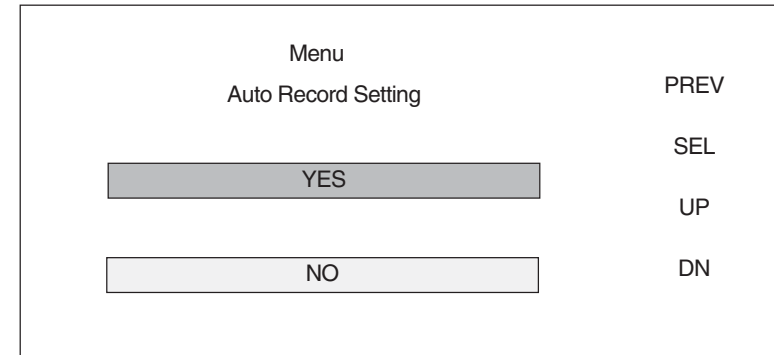 Menu
Auto Record Setting
PREV
SEL
YES
UP
NO
DN